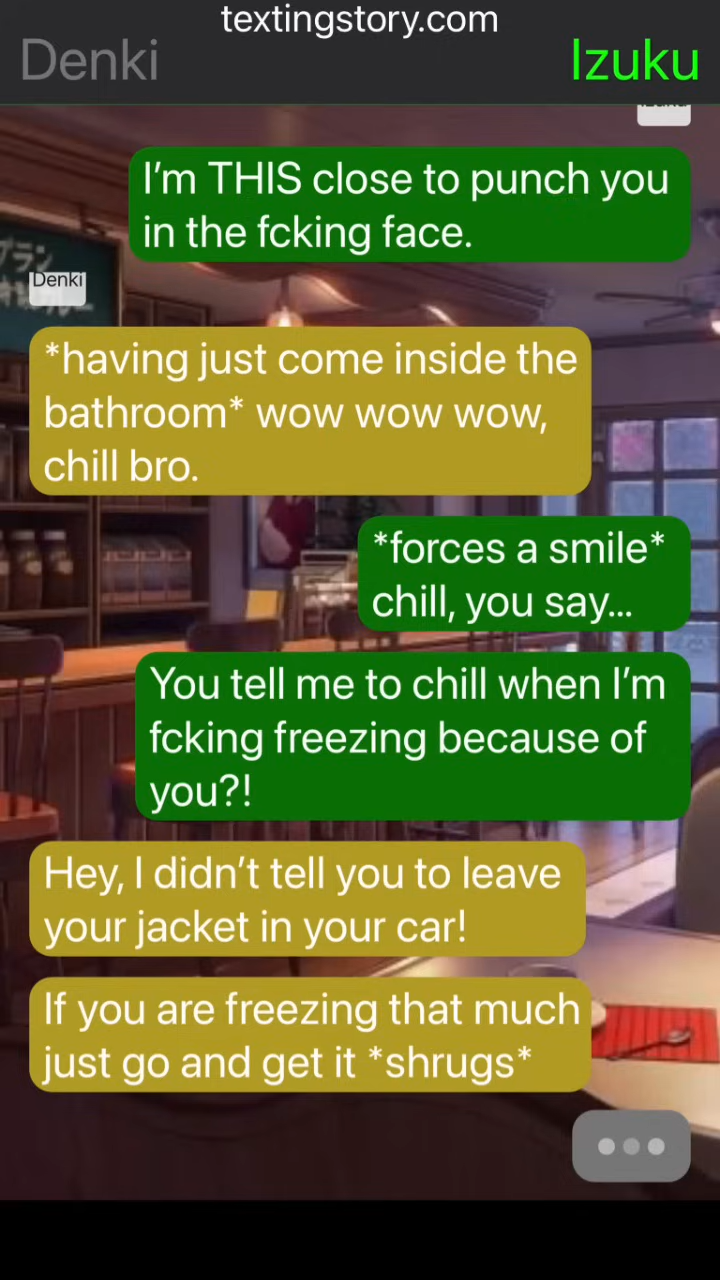 textingstory.com
Denki
Izuku
I'm THIS close to punch you
in the fcking face.
Denki
*having just come inside the
bathroom* wow wow wow,
chill bro.
*forces a smile*
chill, you say...
You tell me to chill when I'm
fcking freezing because of
you?!
Hey, I didn't tell you to leave
your jacket in your car!
If you are freezing that much
just go and get it *shrugs*